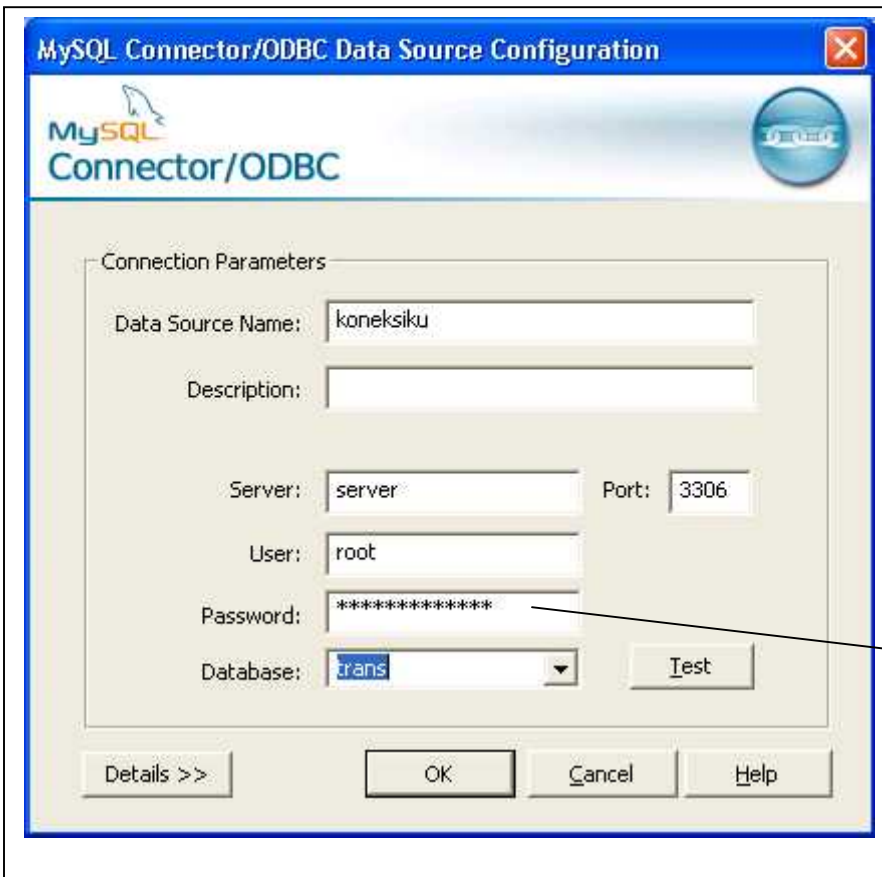 MySQL Connector/ODBC Data Source Configuration
MySQL
Connector/ODBC
Connection Parameters
Data Source Name: koneksiku
Description:
Server: server Port: 3306
User: root
Password: *************
Database: trans Test
Details >> OK Cancel Help